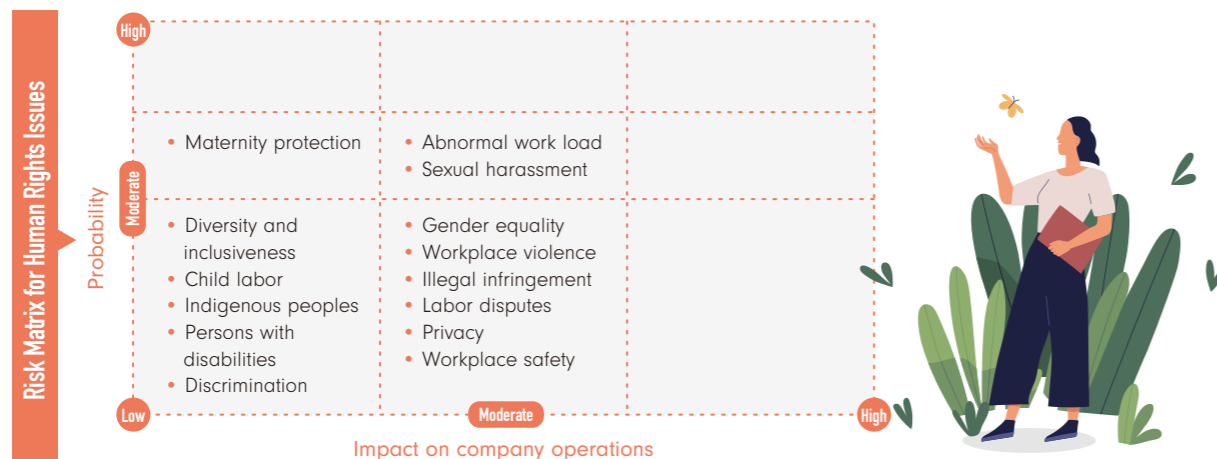 Risk Matrix for Human Rights Issues
Probability
High
Moderate
Low
• Maternity protection
• Abnormal work load
• Sexual harassment
• Diversity and
inclusiveness
• Child labor
• Indigenous peoples
• Persons with
disabilities
• Discrimination
• Gender equality
• Workplace violence
• Illegal infringement
• Labor disputes
• Privacy
• Workplace safety
Moderate
High
Impact on company operations